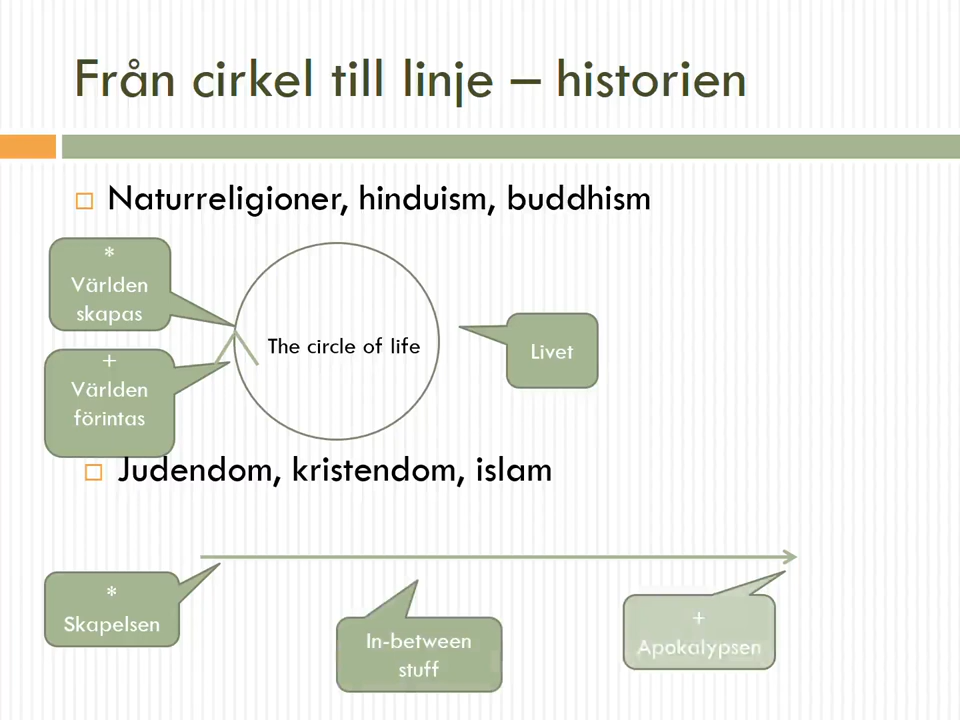 Från cirkel till linje – historien
Naturreligioner, hinduism, buddhism
*
Världen
skapas
The circle of life
Livet
+
Världen
förintas
Judendom, kristendom, islam
*
Skapelsen
In-between
stuff
+
Apokalypsen